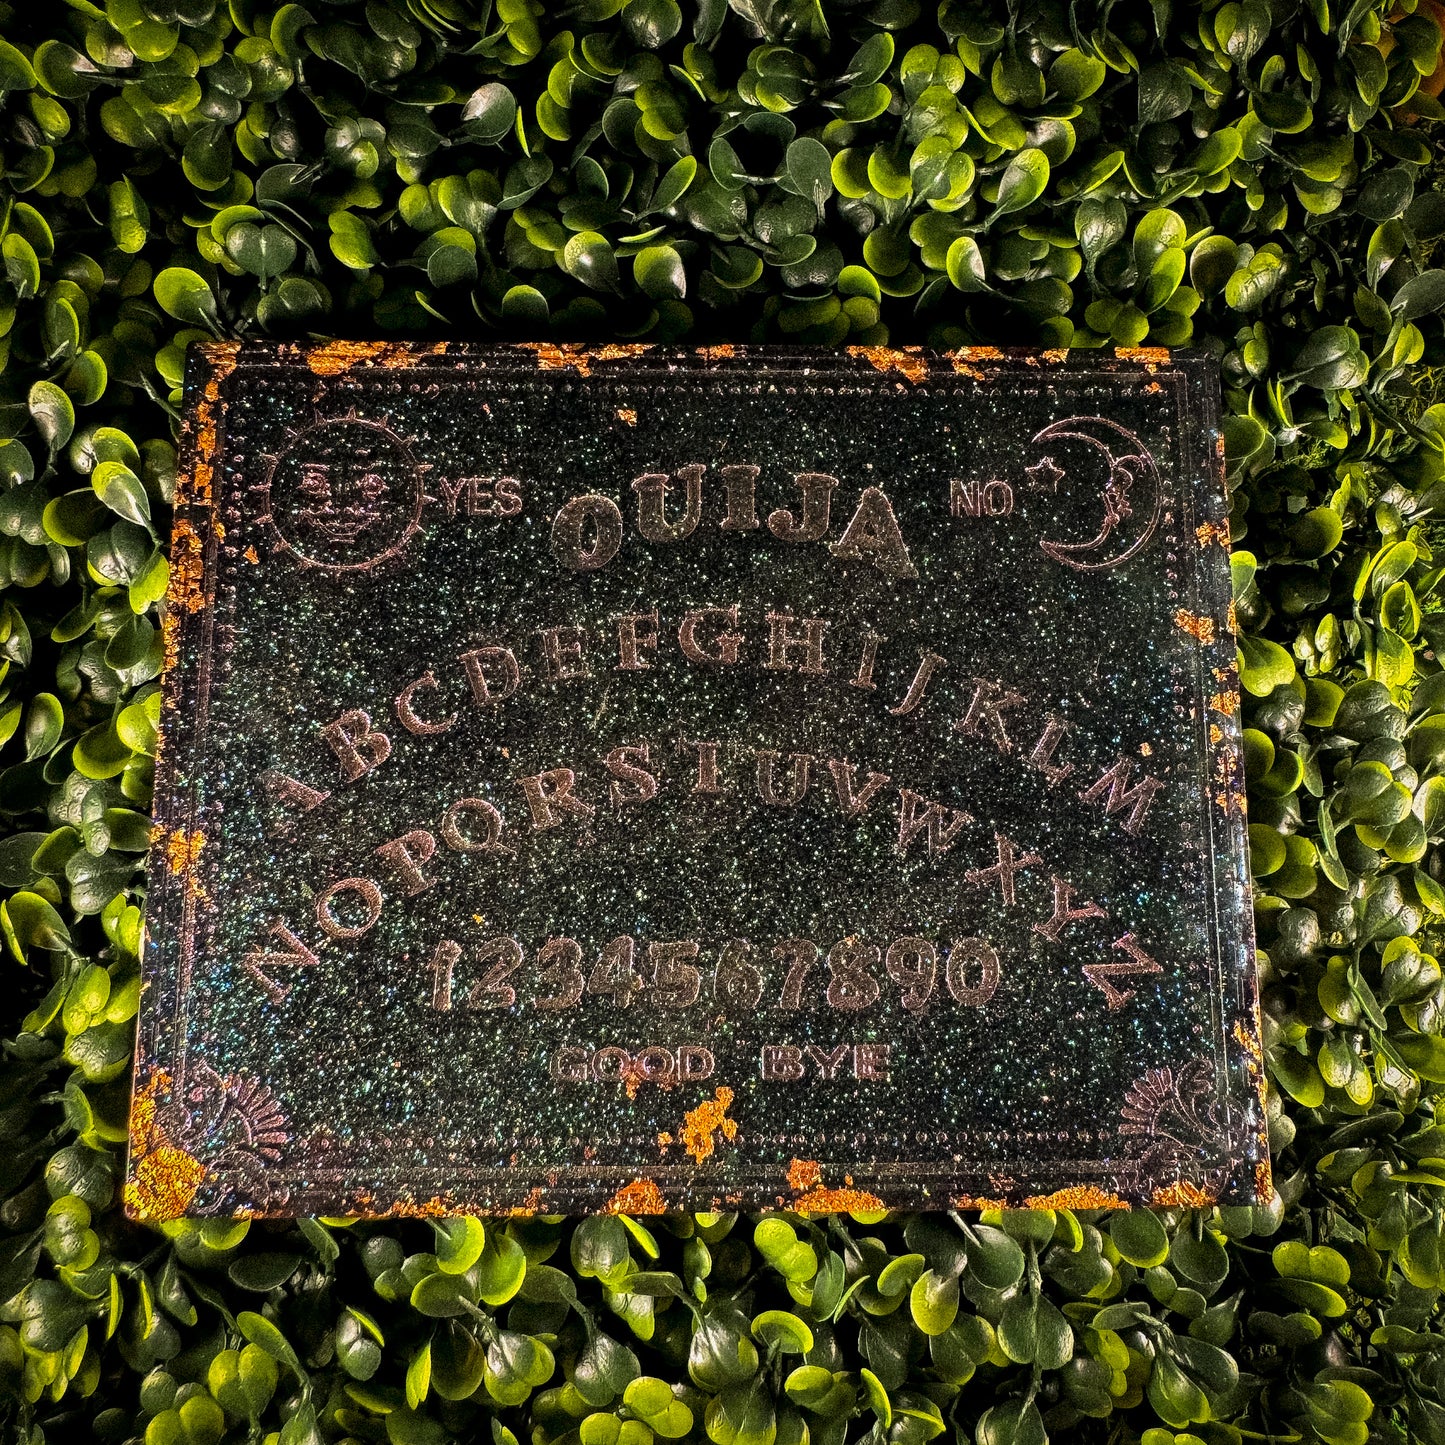 YES OUIJA NO
ABCDEFGHIJKLM
NOPQRSTUVWXYZ
1234567890
GOOD BYE